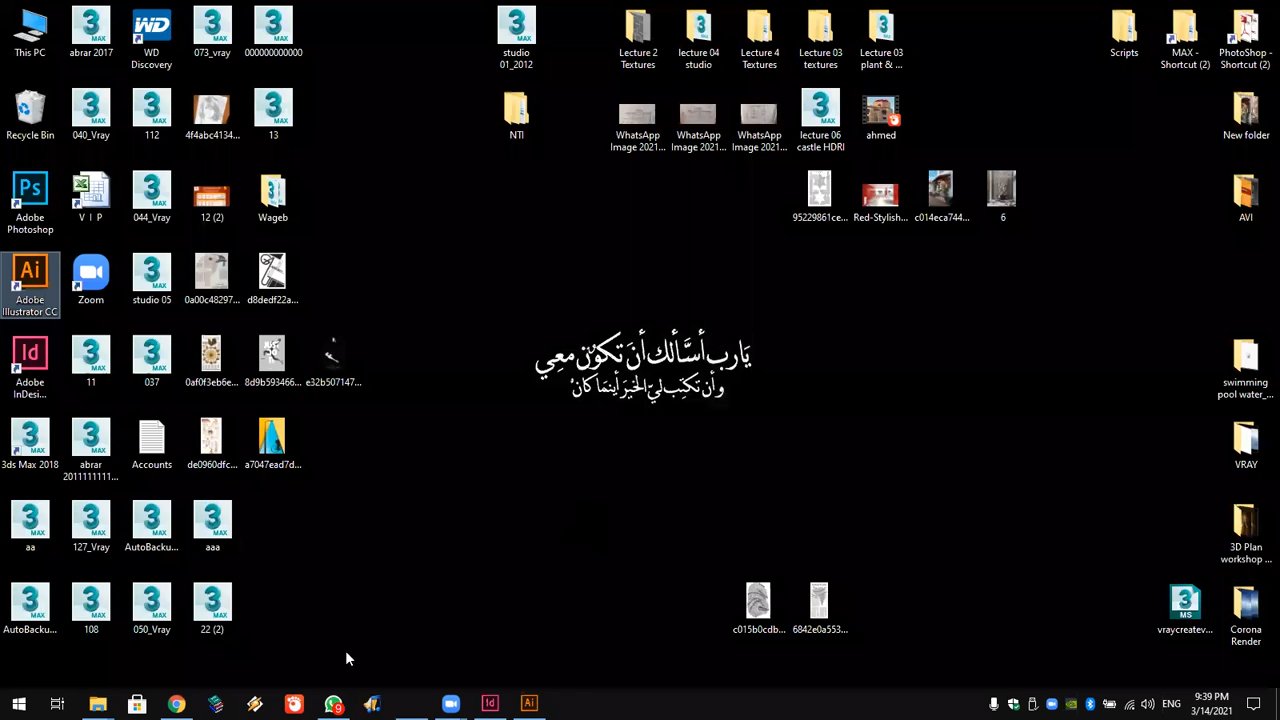 This PC
abrar 2017
WD
Discovery
073_vray
000000000000
studio
01_2012
Lecture 2
Textures
lecture 04
studio
Lecture 4
Textures
Lecture 03
textures
Lecture 03
plant & ...
Scripts
MAX -
Shortcut (2)
PhotoShop -
Shortcut (2)
Recycle Bin
040_Vray
112
4f4abc4134...
13
NTI
WhatsApp
Image 2021...
WhatsApp
Image 2021...
WhatsApp
Image 2021...
lecture 06
castle HDRI
ahmed
New folder
Adobe
Photoshop
V I P
044_Vray
12 (2)
Wageb
95229861ce...
Red-Stylish...
c014eca744...
6
AVI
Adobe
Illustrator CC
Zoom
studio 05
0a00c48297...
d8dedf22a...
يَارب أسَّألك أنَ تكوُن معِي
وأن تكتب ليّ الخيرَ أينمَا كانْ
Adobe
InDesi...
11
037
0af0f3eb6e...
8d9b593466...
e32b507147...
swimming
pool water_...
3ds Max 2018
abrar
2011111111...
Accounts
de0960dfc...
a7047ead7d...
VRAY
aa
127_Vray
AutoBacku...
aaa
3D Plan
workshop ...
AutoBacku...
108
050_Vray
22 (2)
c015b0cdb...
6842e0a553...
vraycreatev...
Corona
Render
ENG
9:39 PM
3/14/2021